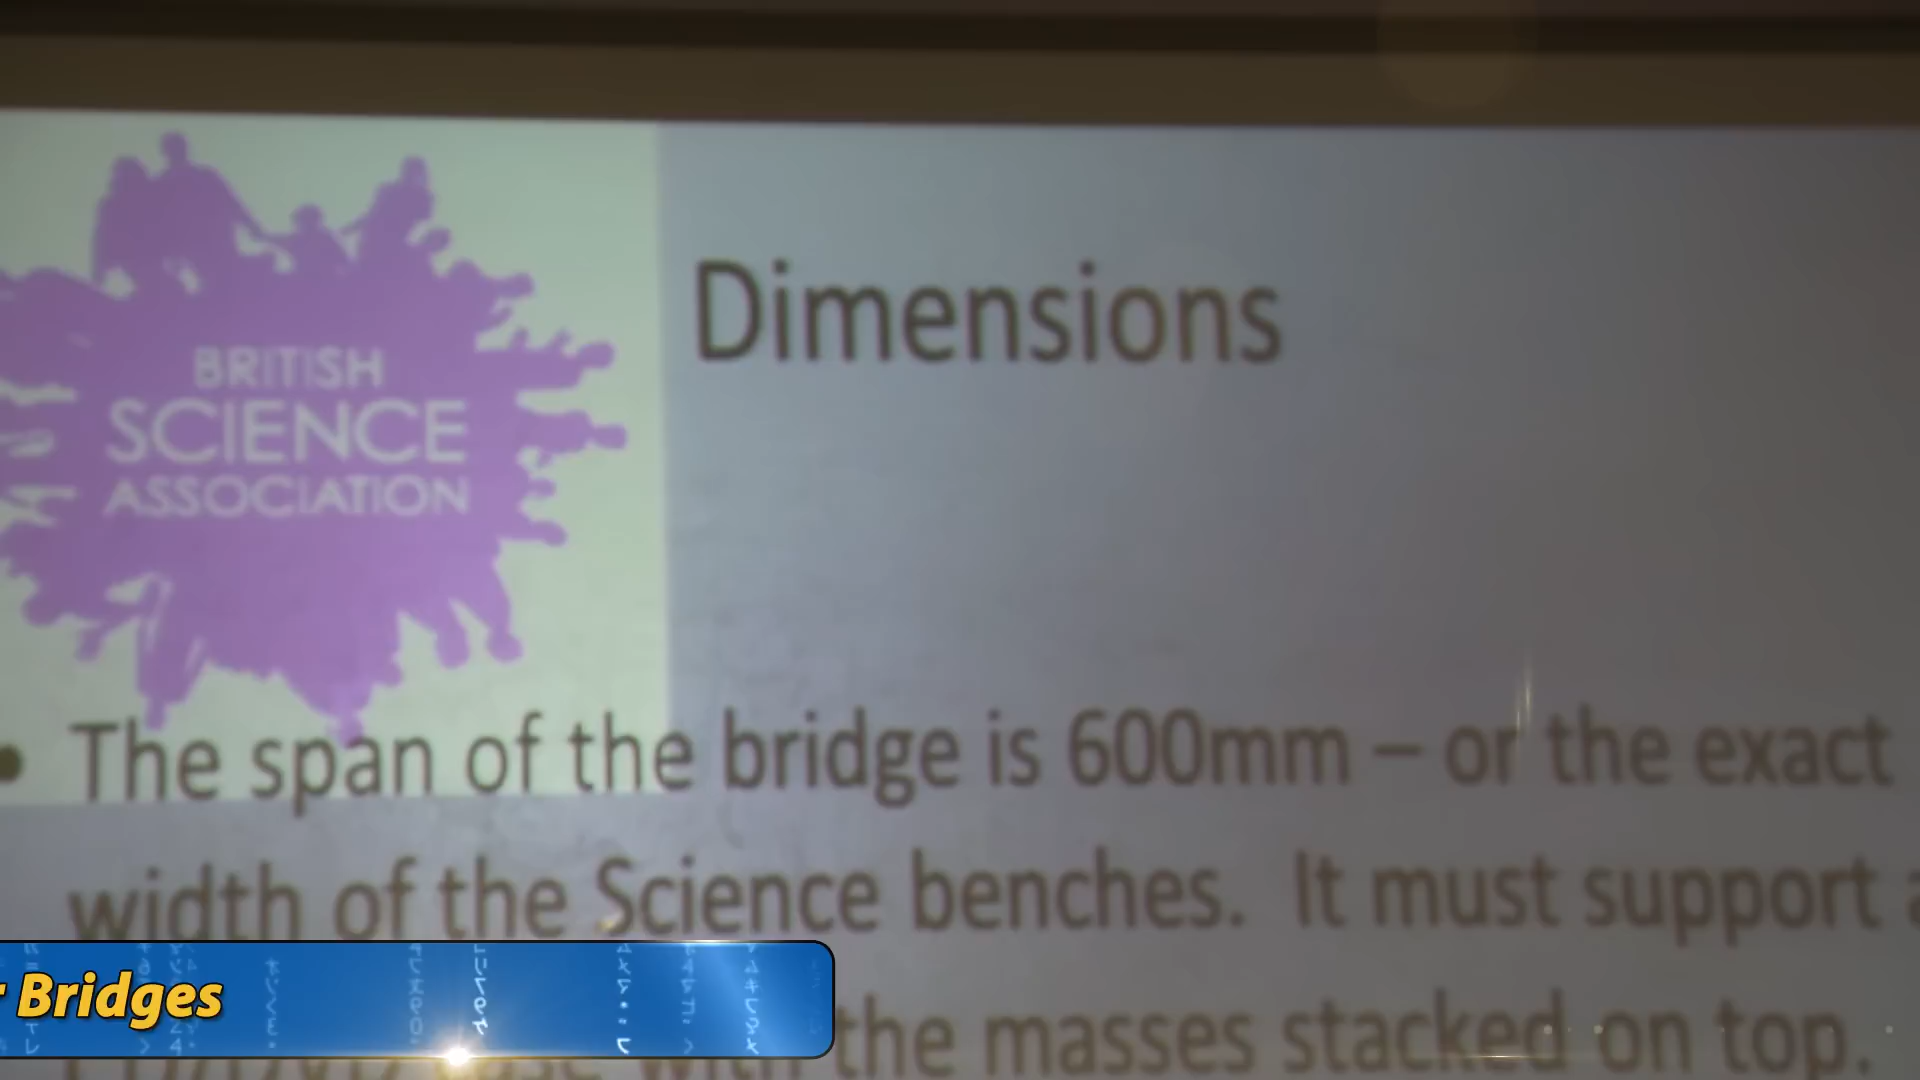 BRITISH
SCIENCE
ASSOCIATION
Dimensions
• The span of the bridge is 600mm – or the exact
width of the Science benches. It must support a
the masses stacked on top.
Bridges